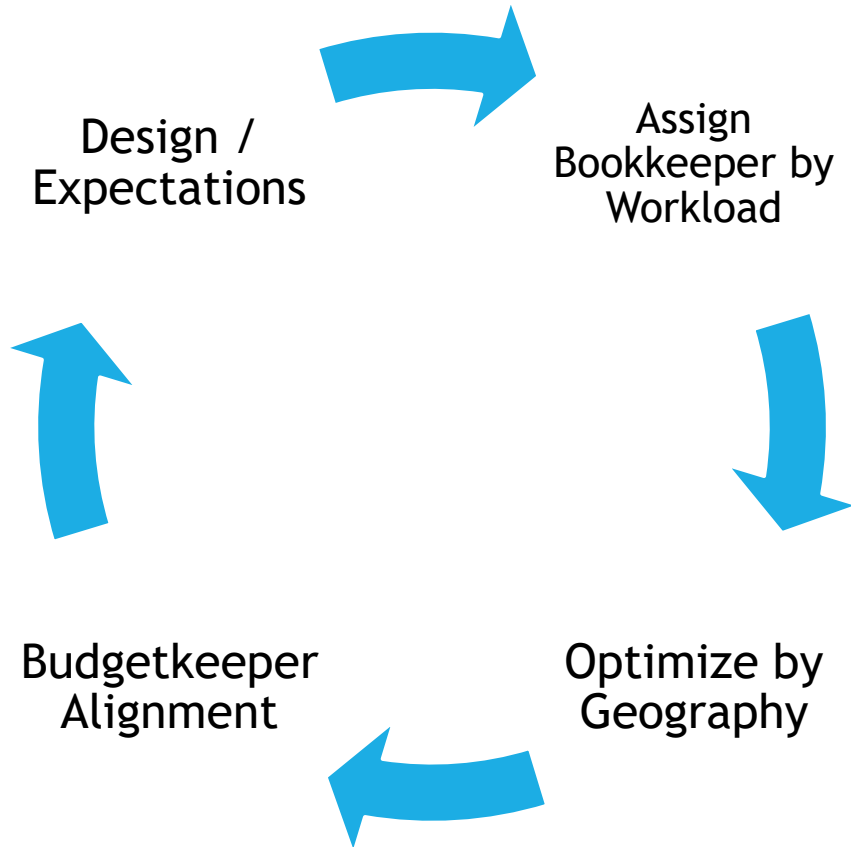 Design /
Expectations
Assign
Bookkeeper by
Workload
Optimize by
Geography
Budgetkeeper
Alignment